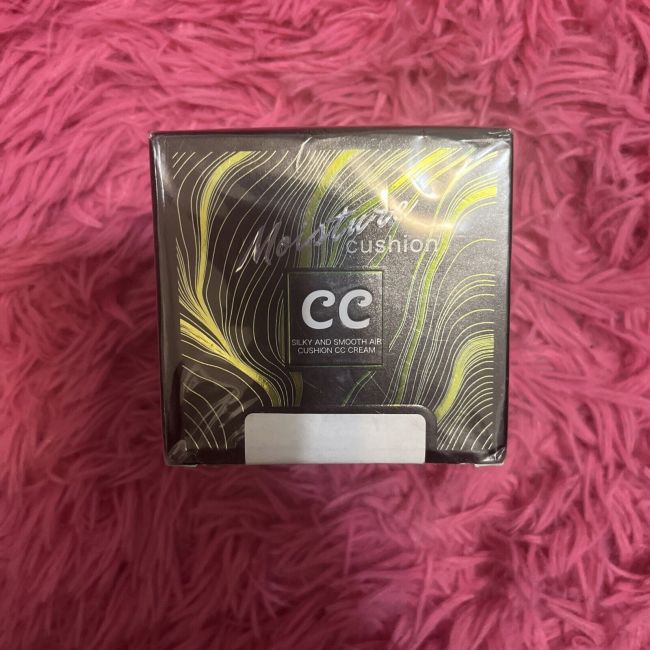 Moisture
cushion
CC
SILKY AND SMOOTH AIR
CUSHION CC CREAM